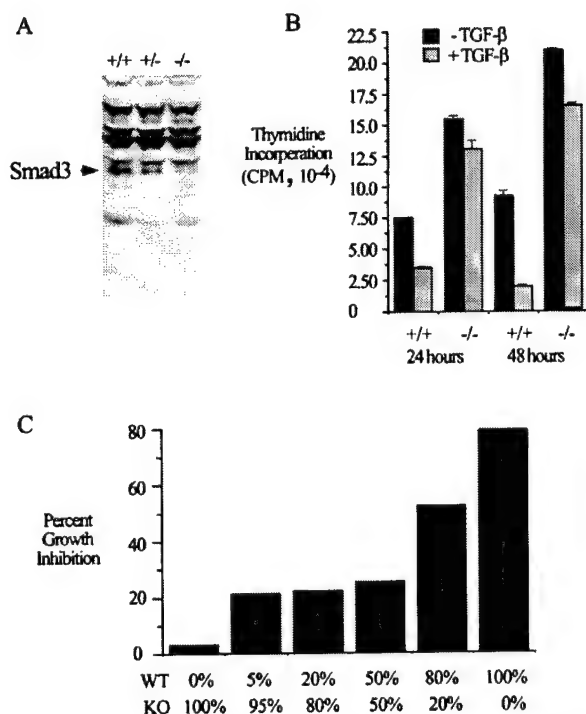 A
+/+ +/- -/-
Smad3
B
-TGF-β
+TGF-β
Thymidine
Incorperation
(CPM, 10-4)
22.5
20.0
17.5
15.0
12.5
10.0
7.50
5.00
2.50
0
+/+ -/- +/+ -/-
24 hours 48 hours
C
Percent
Growth
Inhibition
80
60
40
20
0
WT 0% 5% 20% 50% 80% 100%
KO 100% 95% 80% 50% 20% 0%